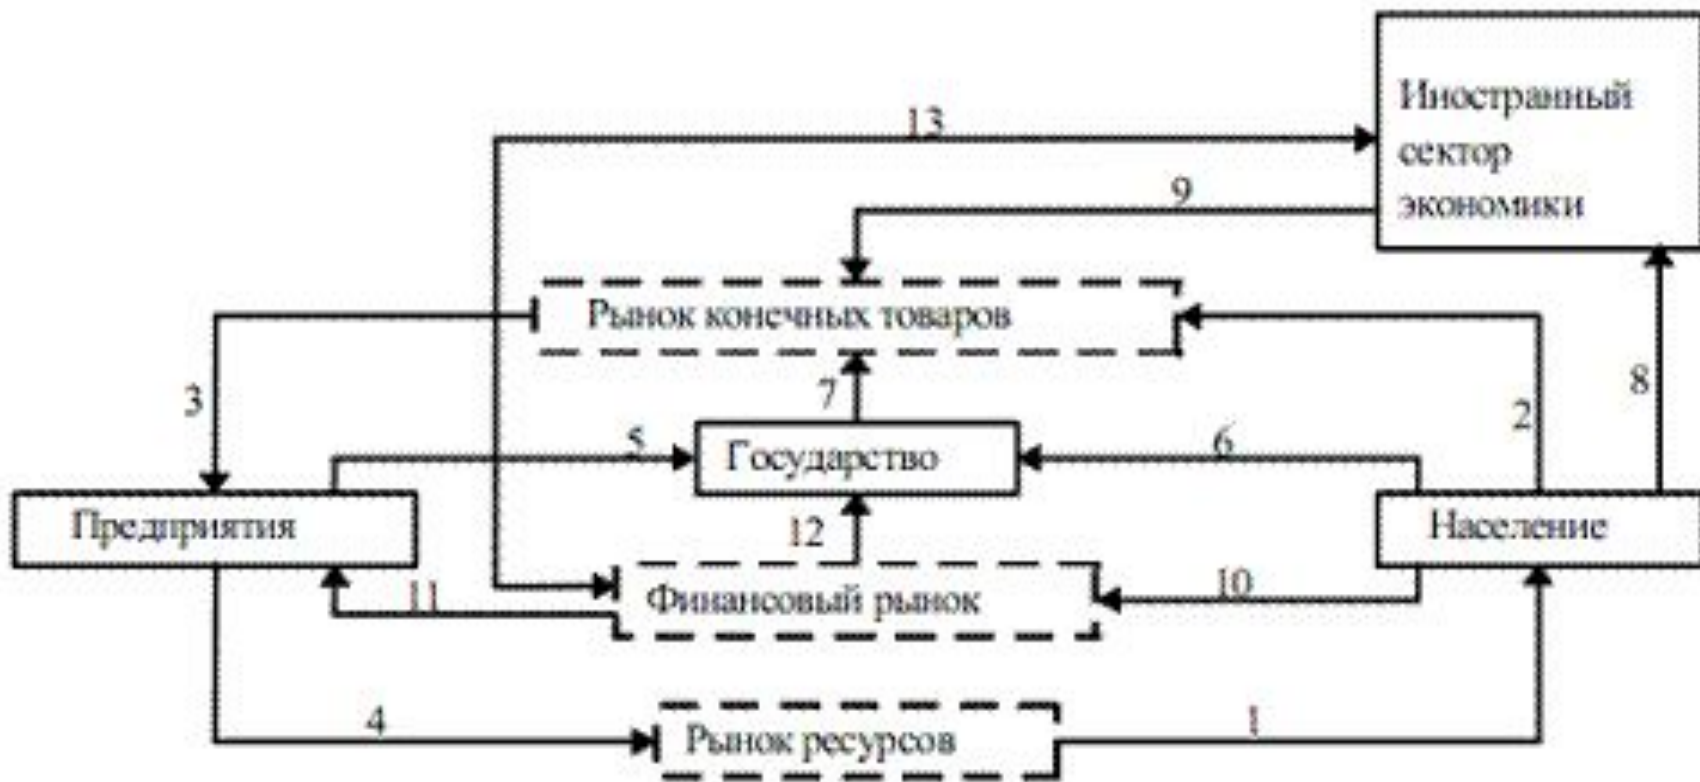 13
Иностранный
сектор
экономики
9
Рынок конечных товаров
3
7
2
8
5
Государство
6
Предприятия
12
Население
11
Финансовый рынок
10
4
Рынок ресурсов
1